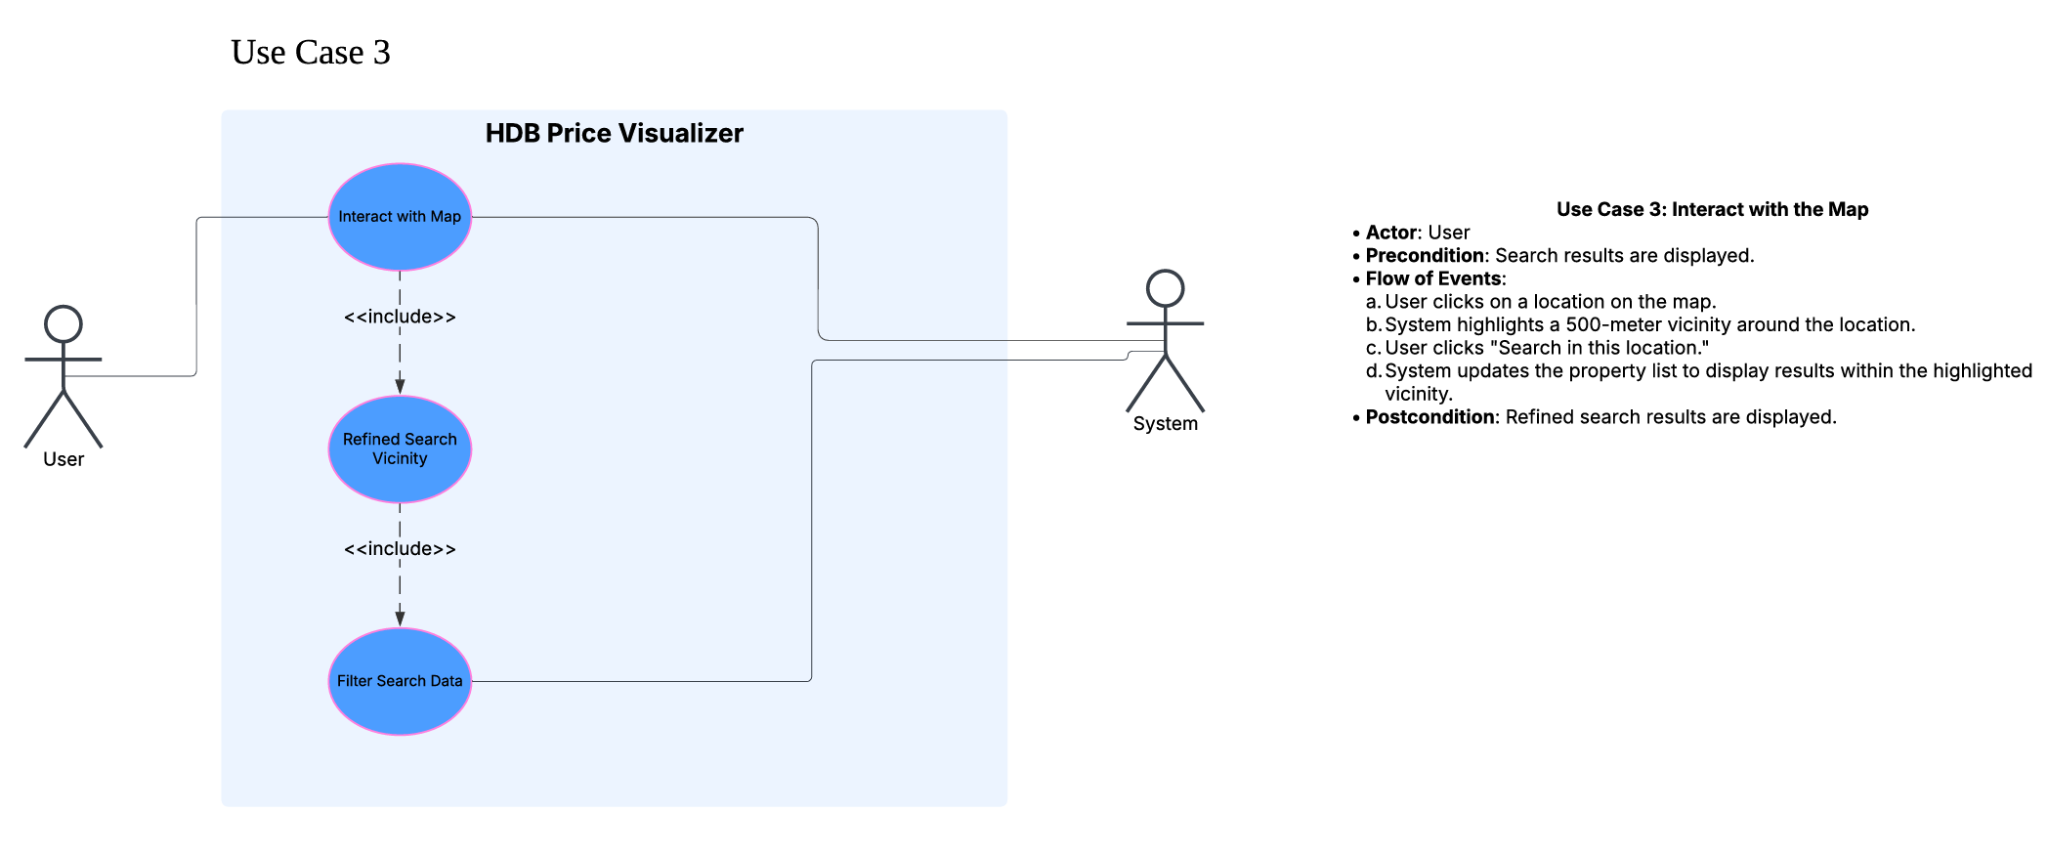 Use Case 3
HDB Price Visualizer
Interact with Map
<<include>>
Refined Search
Vicinity
<<include>>
Filter Search Data
User
System
Use Case 3: Interact with the Map
• Actor: User
• Precondition: Search results are displayed.
• Flow of Events:
a. User clicks on a location on the map.
b. System highlights a 500-meter vicinity around the location.
c. User clicks "Search in this location."
d. System updates the property list to display results within the highlighted
vicinity.
• Postcondition: Refined search results are displayed.